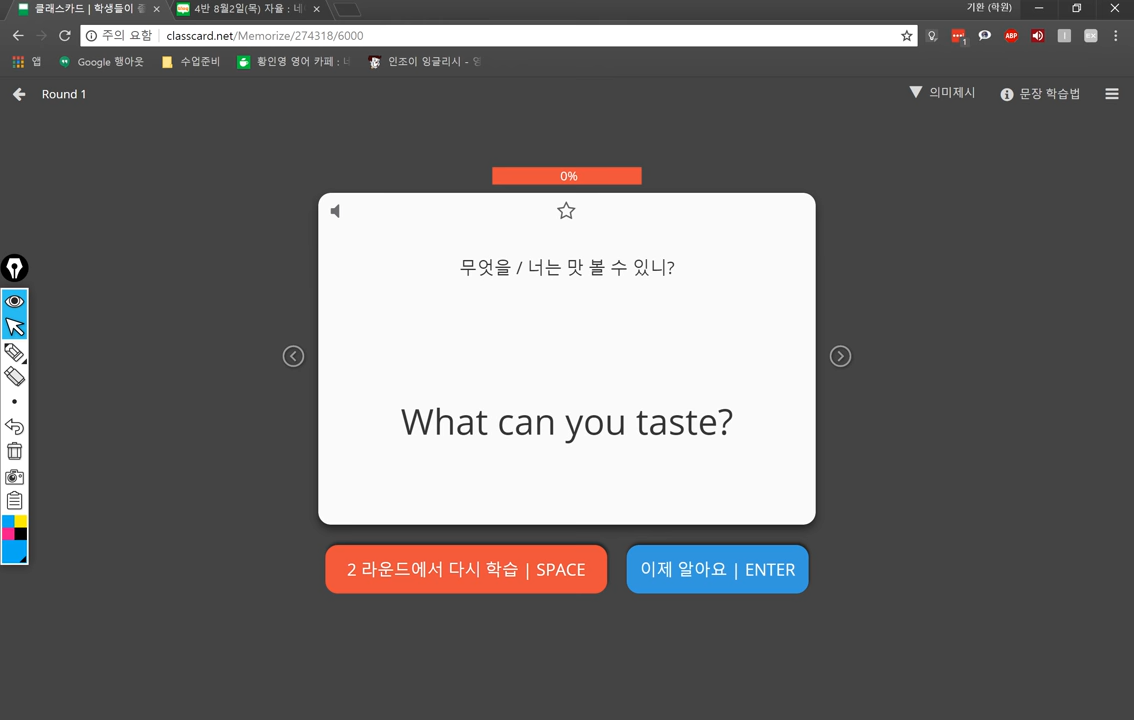 클래스카드 | 학생들이 클
4반 8월2일(목) 자율 : 네
기환 (학원)
주의 요함
classcard.net/Memorize/274318/6000
1
ABP
앱
Google 행아웃
수업준비
황인영 영어 카페 : 네
인조이 잉글리시 -
Round 1
의미제시
문장 학습법
0%
무엇을 / 너는 맛 볼 수 있니?
What can you taste?
2 라운드에서 다시 학습 | SPACE
이제 알아요 | ENTER